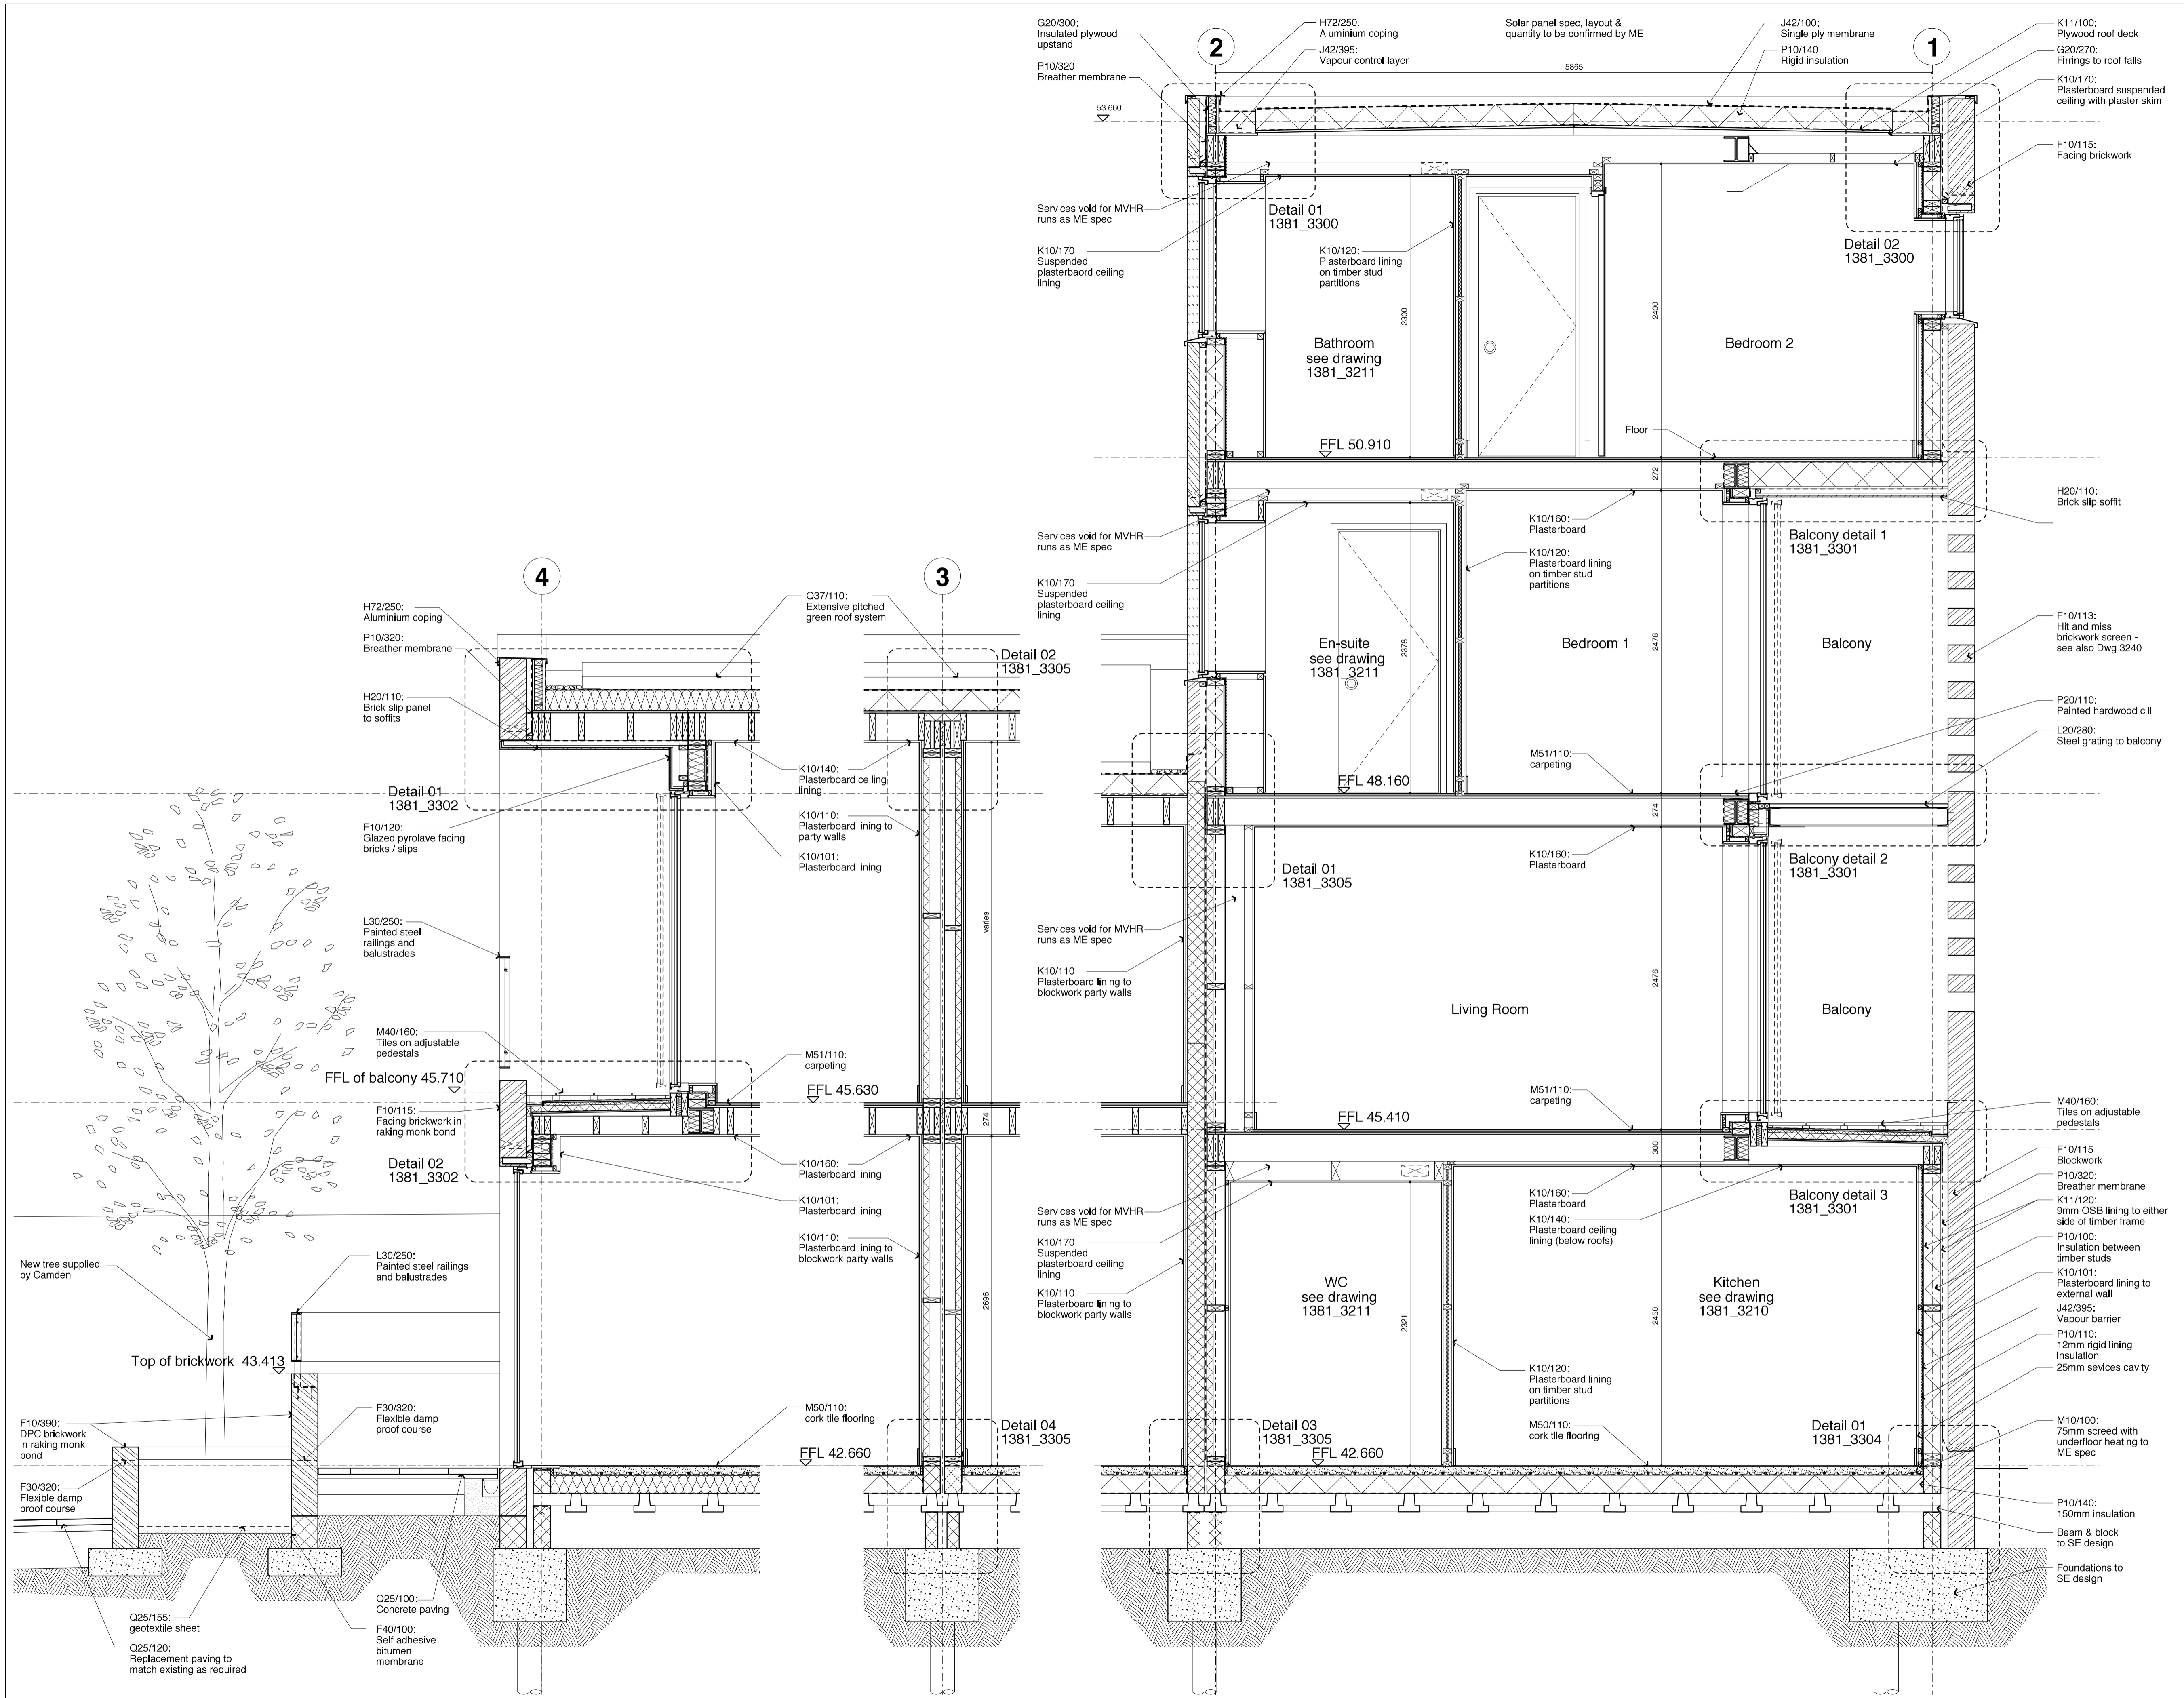 G20/300:
Insulated plywood
upstand
P10/320:
Breather membrane
2
H72/250:
Aluminium coping
J42/395:
Vapour control layer
Solar panel spec, layout &
quantity to be confirmed by ME
5865
J42/100:
Single ply membrane
P10/140:
Rigid insulation
1
K11/100:
Plywood roof deck
G20/270:
Firrings to roof falls
K10/170:
Plasterboard suspended
ceiling with plaster skim
53.660
F10/115:
Facing brickwork
Services void for MVHR
runs as ME spec
Detail 01
1381_3300
K10/170:
Suspended
plasterbaord ceiling
lining
K10/120:
Plasterboard lining
on timber stud
partitions
Detail 02
1381_3300
2300
2400
Bathroom
see drawing
1381_3211
Bedroom 2
FFL 50.910
Floor
272
H20/110:
Brick slip soffit
Services void for MVHR
runs as ME spec
K10/160:
Plasterboard
K10/120:
Plasterboard lining
on timber stud
partitions
Balcony detail 1
1381_3301
K10/170:
Suspended
plasterboard ceiling
lining
En-suite
see drawing
1381_3211
2378
Bedroom 1
2478
Balcony
F10/113:
Hit and miss
brickwork screen -
see also Dwg 3240
P20/110:
Painted hardwood cill
L20/280:
Steel grating to balcony
M51/110:
carpeting
FFL 48.160
274
4
3
H72/250:
Aluminium coping
P10/320:
Breather membrane
Q37/110:
Extensive pitched
green roof system
Detail 02
1381_3305
H20/110:
Brick slip panel
to soffits
K10/140:
Plasterboard ceiling
lining
Detail 01
1381_3302
K10/110:
Plasterboard lining to
party walls
F10/120:
Glazed pyrolave facing
bricks / slips
K10/101:
Plasterboard lining
K10/160:
Plasterboard
Detail 01
1381_3305
Balcony detail 2
1381_3301
L30/250:
Painted steel
railings and
balustrades
varies
Services void for MVHR
runs as ME spec
K10/110:
Plasterboard lining to
blockwork party walls
2476
Living Room
Balcony
M40/160:
Tiles on adjustable
pedestals
M51/110:
carpeting
FFL of balcony 45.710
FFL 45.630
F10/115:
Facing brickwork in
raking monk bond
274
M51/110:
carpeting
FFL 45.410
300
M40/160:
Tiles on adjustable
pedestals
Detail 02
1381_3302
K10/160:
Plasterboard lining
K10/101:
Plasterboard lining
K10/110:
Plasterboard lining to
blockwork party walls
Services void for MVHR
runs as ME spec
K10/170:
Suspended
plasterboard ceiling
lining
K10/110:
Plasterboard lining to
blockwork party walls
K10/160:
Plasterboard
K10/140:
Plasterboard ceiling
lining (below roofs)
Balcony detail 3
1381_3301
F10/115
Blockwork
P10/320:
Breather membrane
K11/120:
9mm OSB lining to either
side of timber frame
P10/100:
Insulation between
timber studs
K10/101:
Plasterboard lining to
external wall
J42/395:
Vapour barrier
P10/110:
12mm rigid lining
Insulation
25mm sevices cavity
New tree supplied
by Camden
L30/250:
Painted steel railings
and balustrades
2696
WC
see drawing
1381_3211
2321
Kitchen
see drawing
1381_3210
2450
Top of brickwork 43.413
K10/120:
Plasterboard lining
on timber stud
partitions
F10/390:
DPC brickwork
in raking monk
bond
F30/320:
Flexible damp
proof course
M50/110:
cork tile flooring
FFL 42.660
Detail 04
1381_3305
Detail 03
1381_3305
FFL 42.660
M50/110:
cork tile flooring
Detail 01
1381_3304
M10/100:
75mm screed with
underfloor heating to
ME spec
F30/320:
Flexible damp
proof course
P10/140:
150mm insulation
Beam & block
to SE design
Foundations to
SE design
Q25/155:
geotextile sheet
Q25/120:
Replacement paving to
match existing as required
Q25/100:
Concrete paving
F40/100:
Self adhesive
bitumen
membrane